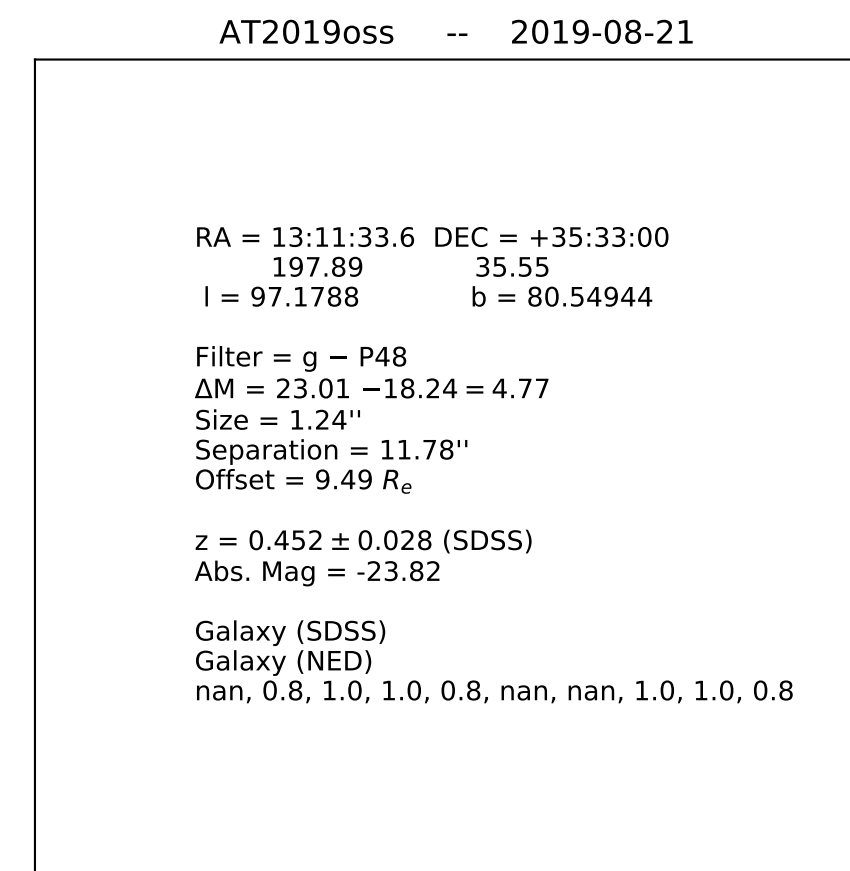 AT2019oss -- 2019-08-21
RA = 13:11:33.6 DEC = +35:33:00
197.89 35.55
l = 97.1788 b = 80.54944
Filter = g − P48
ΔM = 23.01 −18.24 = 4.77
Size = 1.24''
Separation = 11.78''
Offset = 9.49 Rₑ
z = 0.452 ± 0.028 (SDSS)
Abs. Mag = -23.82
Galaxy (SDSS)
Galaxy (NED)
nan, 0.8, 1.0, 1.0, 0.8, nan, nan, 1.0, 1.0, 0.8